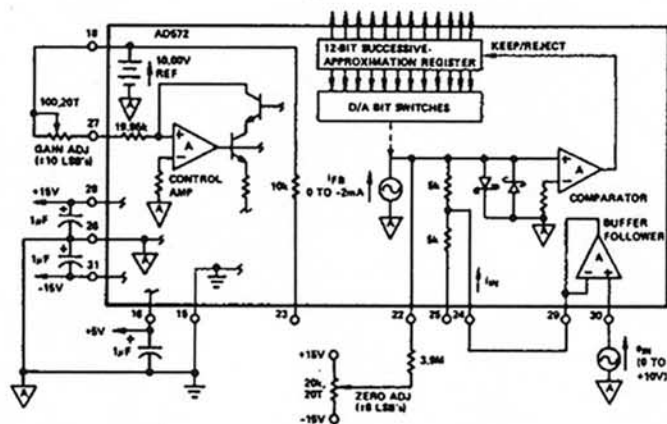 18
AD572
10,00V
REF
12-BIT SUCCESSIVE-
APPROXIMATION REGISTER
KEEP/REJECT
D/A BIT SWITCHES
100,20T
27
19.95k
GAIN ADJ
(±10 LSB's)
+
A
−
CONTROL
AMP
A
A
+15V
28
1µF
+
26
1µF
+
31
−15V
A
10k
IFB
0 TO −2mA
A
5k
5k
+
A
−
COMPARATOR
A
BUFFER
FOLLOWER
A
−
+
IIN
16
15
23
22
25
24
29
30
+5V
+
1µF
A
+15V
20k,
20T
−15V
3.9M
ZERO ADJ
eIN
(0 TO
+10V)
A